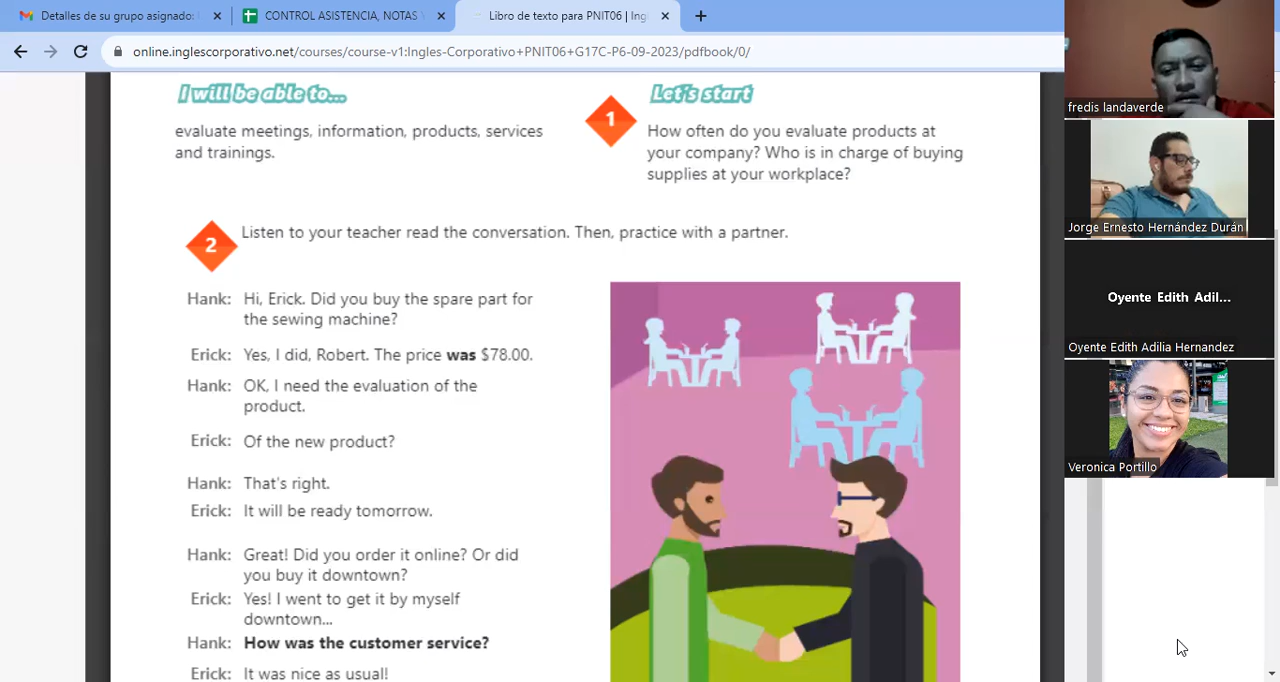 Detalles de su grupo asignado:
CONTROL ASISTENCIA, NOTAS
Libro de texto para PNIT06 | Ing
online.inglescorporativo.net/courses/course-v1:Ingles-Corporativo+PNIT06+G17C-P6-09-2023/pdfbook/0/
I will be able to...
evaluate meetings, information, products, services
and trainings.
Let's start
1
How often do you evaluate products at
your company? Who is in charge of buying
supplies at your workplace?
2
Listen to your teacher read the conversation. Then, practice with a partner.
Hank: Hi, Erick. Did you buy the spare part for
the sewing machine?
Erick: Yes, I did, Robert. The price was $78.00.
Hank: OK, I need the evaluation of the
product.
Erick: Of the new product?
Hank: That's right.
Erick: It will be ready tomorrow.
Hank: Great! Did you order it online? Or did
you buy it downtown?
Erick: Yes! I went to get it by myself
downtown...
Hank: How was the customer service?
Erick: It was nice as usual!
fredis landaverde
Jorge Ernesto Hernández Durán
Oyente Edith Adil...
Oyente Edith Adilia Hernandez
Veronica Portillo